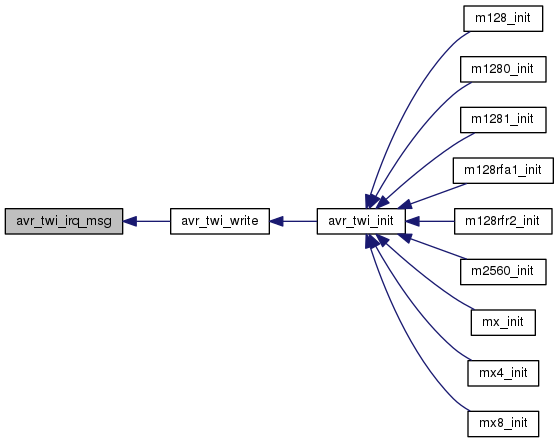 avr_twi_irq_msg
avr_twi_write
avr_twi_init
m128_init
m1280_init
m1281_init
m128rfa1_init
m128rfr2_init
m2560_init
mx_init
mx4_init
mx8_init